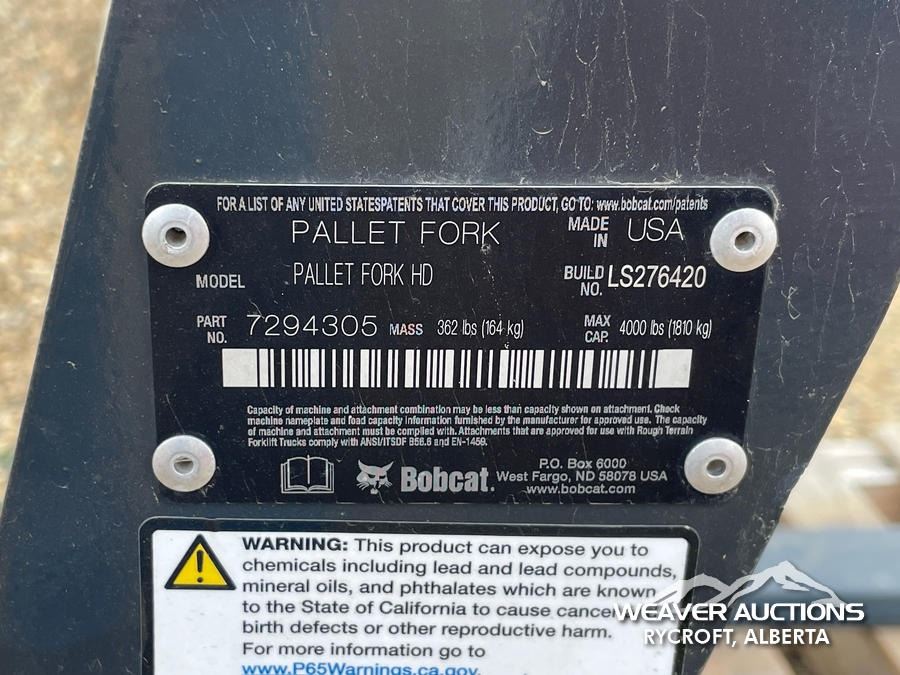 FOR A LIST OF ANY UNITED STATESPATENTS THAT COVER THIS PRODUCT, GO TO: www.bobcat.com/patents
PALLET FORK MADE IN USA
MODEL PALLET FORK HD BUILD NO. LS276420
PART NO. 7294305 MASS 362 lbs (164 kg) MAX CAP. 4000 lbs (1810 kg)
Capacity of machine and attachment combination may be less than capacity shown on attachment. Check
machine nameplate and load capacity information furnished by the manufacturer for approved use. The capacity
of machine and attachment must be complied with. Attachments that are approved for use with Rough Terrain
Forklift Trucks comply with ANSI/ITSDF B56.6 and EN-1459.
Bobcat.
P.O. Box 6000
West Fargo, ND 58078 USA
www.bobcat.com
WARNING: This product can expose you to
chemicals including lead and lead compounds,
mineral oils, and phthalates which are known
to the State of California to cause cancer
birth defects or other reproductive harm.
For more information go to
www.P65Warnings.ca.gov.
WEAVER AUCTIONS
RYCROFT, ALBERTA